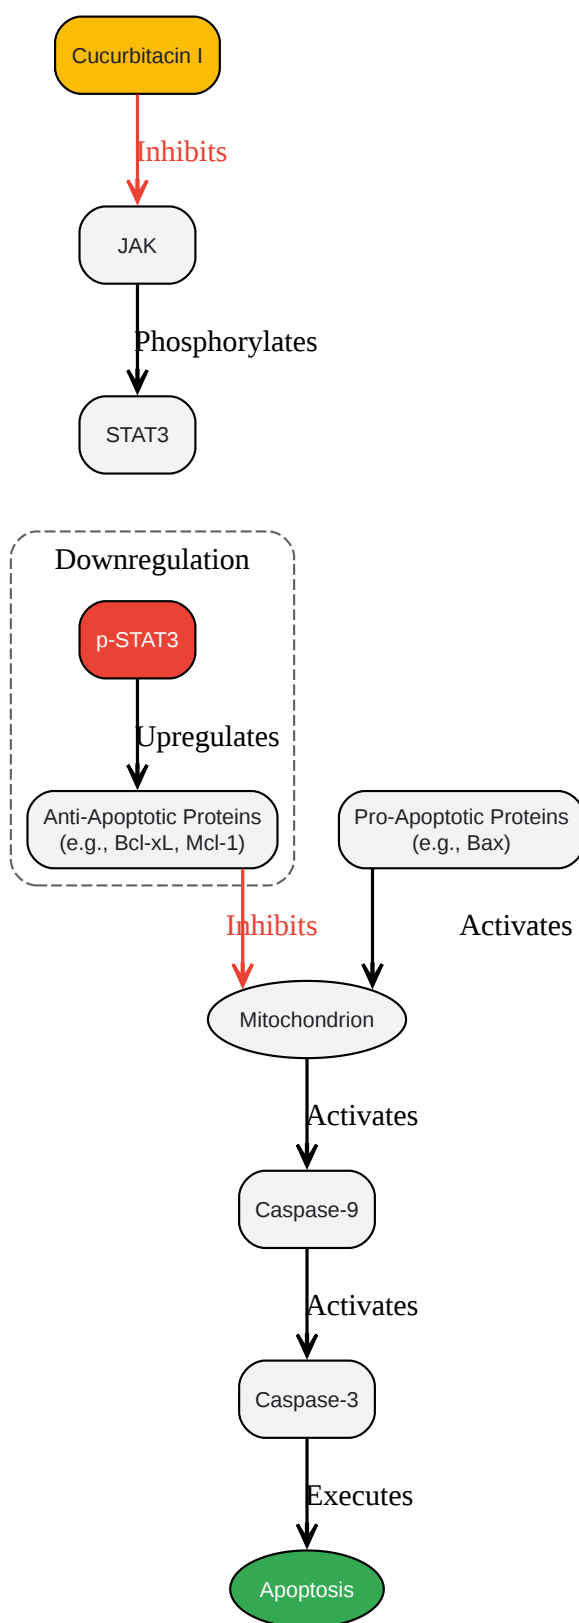 Cucurbitacin I
Inhibits
JAK
Phosphorylates
STAT3
Downregulation
p-STAT3
Upregulates
Anti-Apoptotic Proteins
(e.g., Bcl-xL, Mcl-1)
Pro-Apoptotic Proteins
(e.g., Bax)
Inhibits
Activates
Mitochondrion
Activates
Caspase-9
Activates
Caspase-3
Executes
Apoptosis